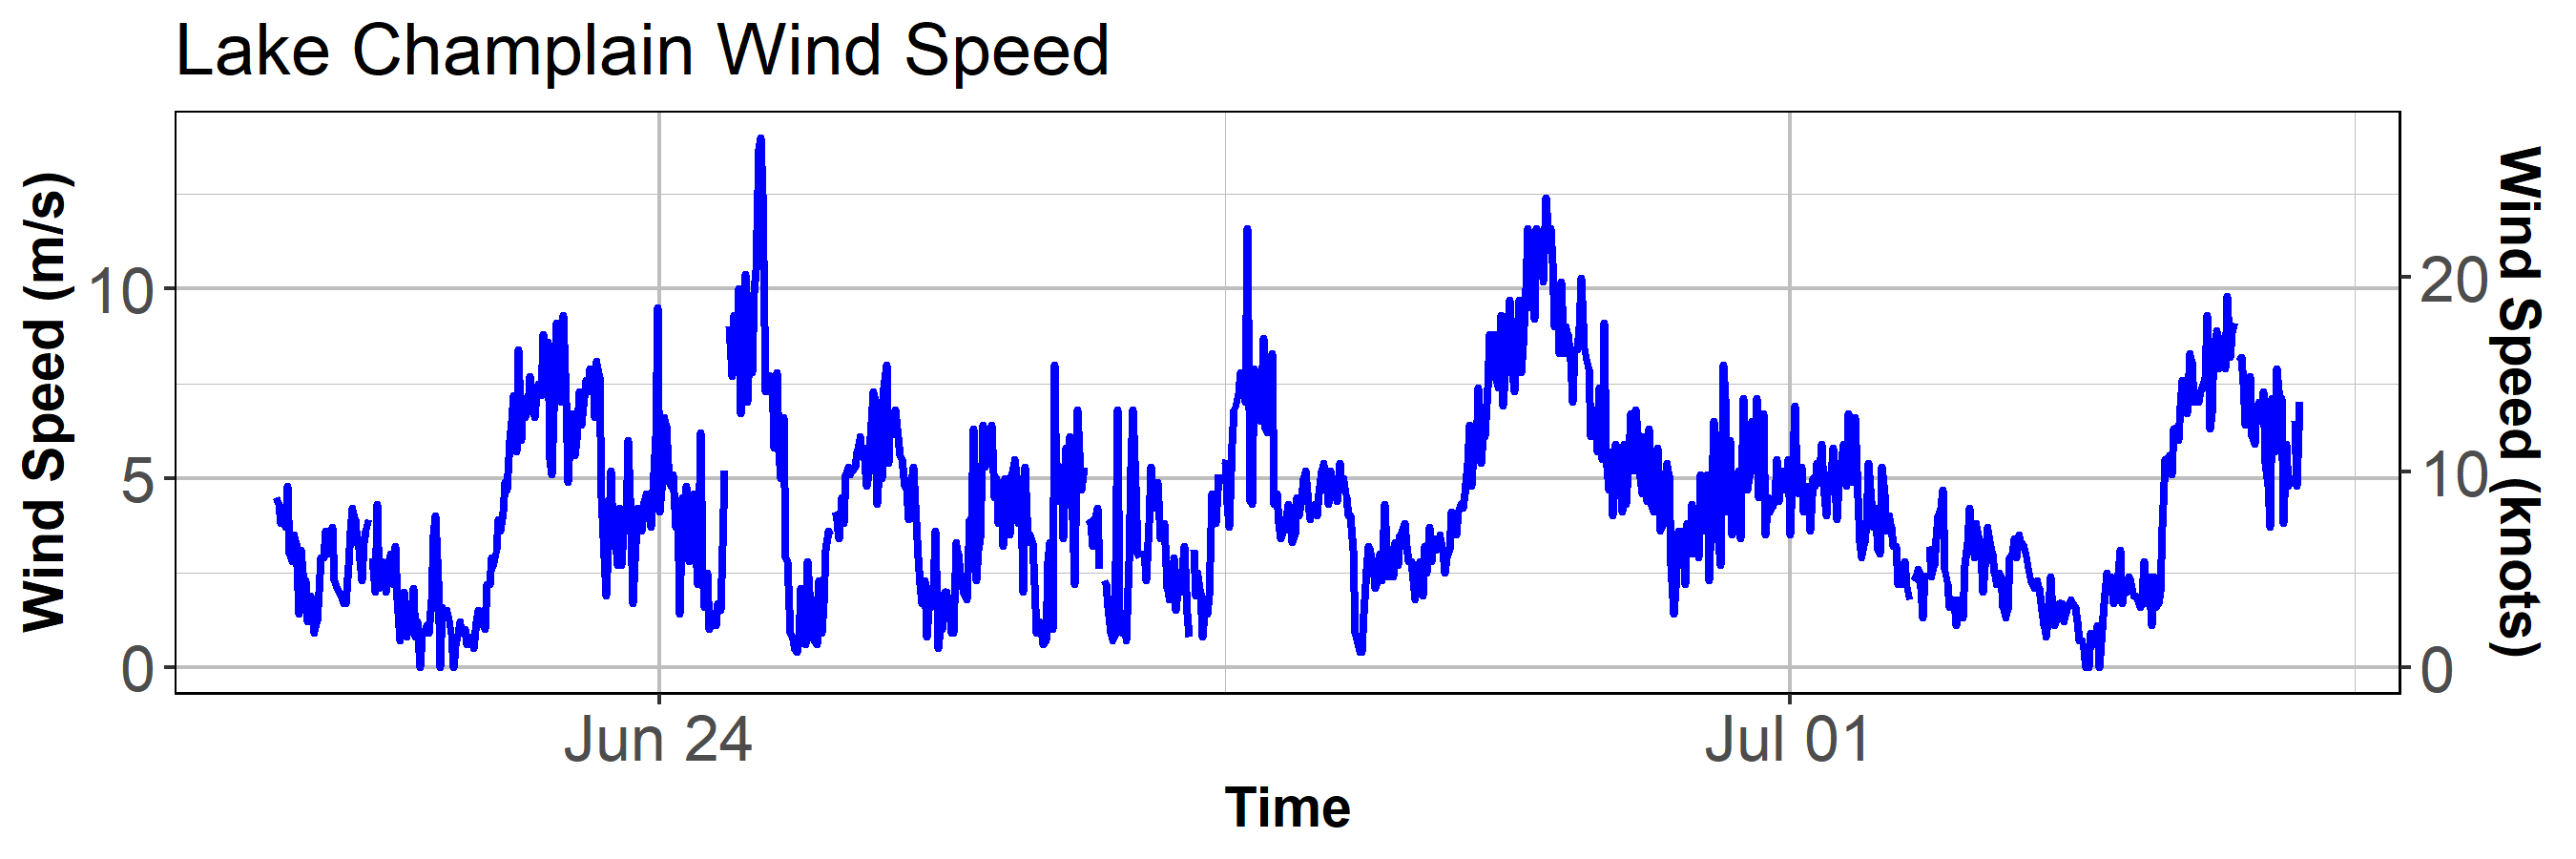 Lake Champlain Wind Speed
Wind Speed (m/s)
10
5
0
20
10
0
Wind Speed (knots)
Jun 24
Jul 01
Time